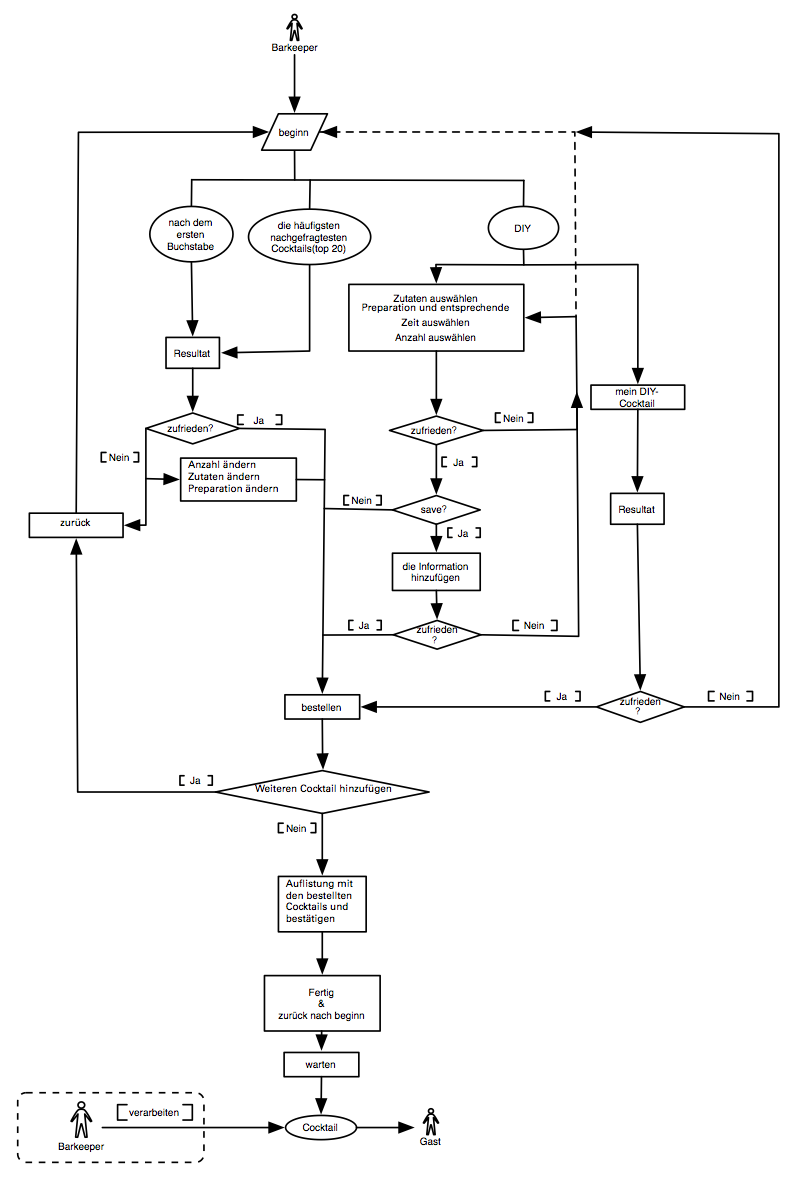 Barkeeper
beginn
nach dem
ersten
Buchstabe
die häufigsten
nachgefragtesten
Cocktails(top 20)
DIY
Zutaten auswählen
Preparation und entsprechende
Zeit auswählen
Anzahl auswählen
Resultat
mein DIY-
Cocktail
zufrieden?
[ Ja ]
zufrieden?
[ Nein ]
[ Nein ]
Anzahl ändern
Zutaten ändern
Preparation ändern
[ Ja ]
[ Nein ]
save?
Resultat
zurück
[ Ja ]
die Information
hinzufügen
[ Ja ]
zufrieden
?
[ Nein ]
bestellen
[ Ja ]
zufrieden
?
[ Nein ]
[ Ja ]
Weiteren Cocktail hinzufügen
[ Nein ]
Auflistung mit
den bestellten
Cocktails und
bestätigen
Fertig
&
zurück nach beginn
warten
[ verarbeiten ]
Barkeeper
Cocktail
Gast